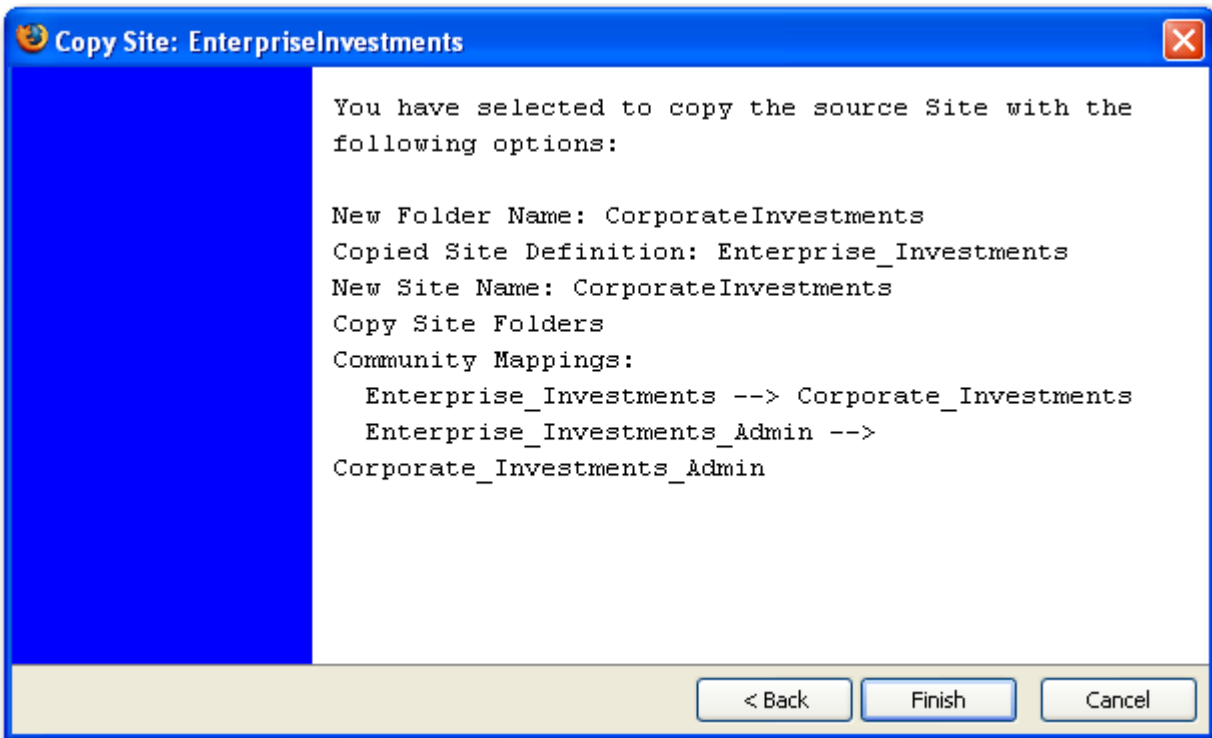 Copy Site: EnterpriseInvestments
You have selected to copy the source Site with the
following options:
New Folder Name: CorporateInvestments
Copied Site Definition: Enterprise_Investments
New Site Name: CorporateInvestments
Copy Site Folders
Community Mappings:
Enterprise_Investments --> Corporate_Investments
Enterprise_Investments_Admin -->
Corporate_Investments_Admin
< Back
Finish
Cancel